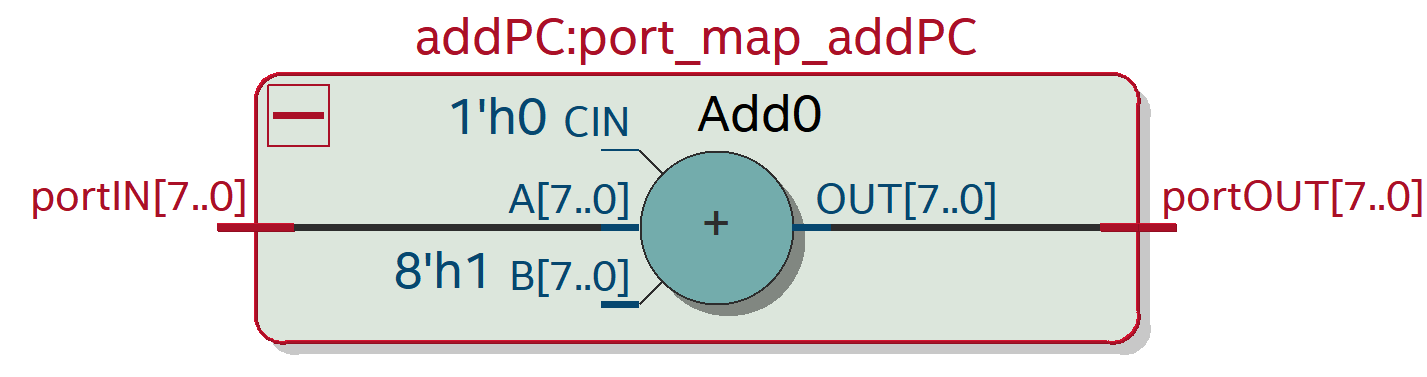 addPC:port_map_addPC
1'h0 CIN
Add0
portIN[7..0]
A[7..0]
+
OUT[7..0]
portOUT[7..0]
8'h1 B[7..0]